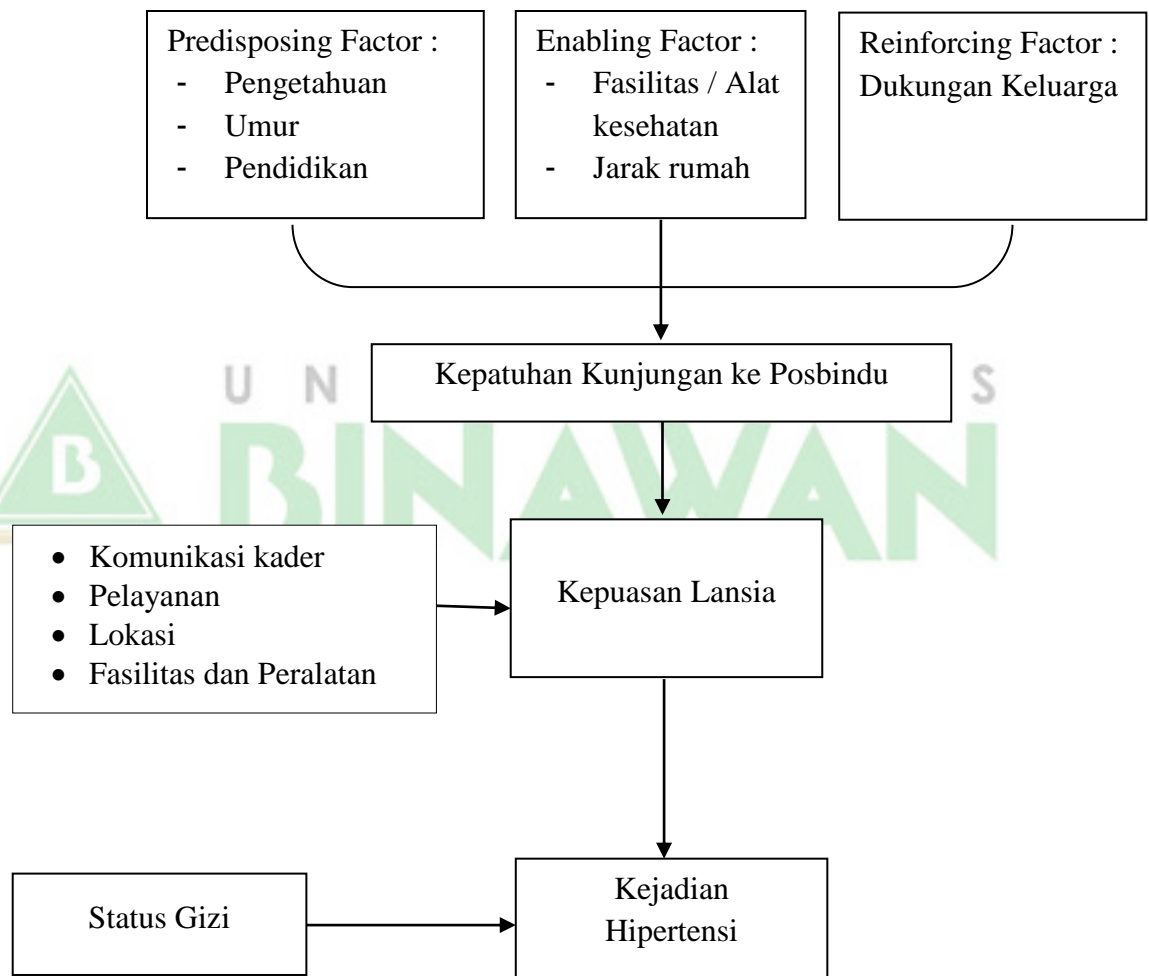 Predisposing Factor :
- Pengetahuan
- Umur
- Pendidikan
Enabling Factor :
- Fasilitas / Alat
kesehatan
- Jarak rumah
Reinforcing Factor :
Dukungan Keluarga
Kepatuhan Kunjungan ke Posbindu
U N S
B BINAWAN
• Komunikasi kader
• Pelayanan
• Lokasi
• Fasilitas dan Peralatan
Kepuasan Lansia
Status Gizi
Kejadian
Hipertensi